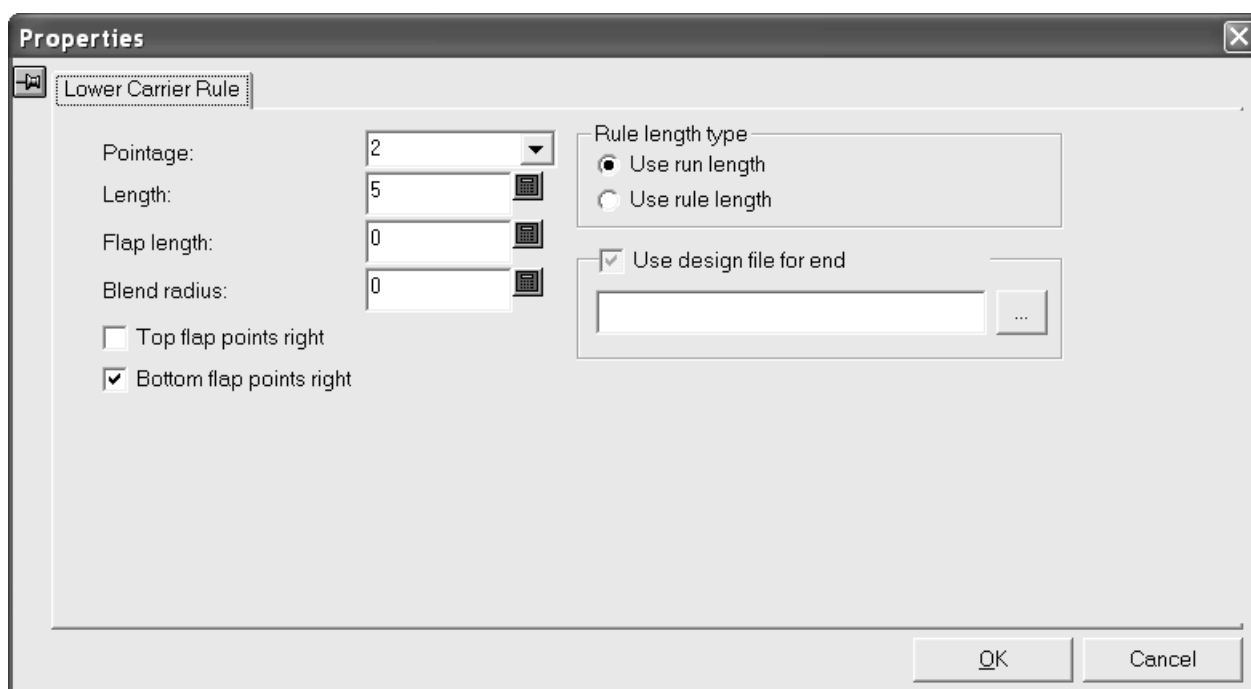 Properties
Lower Carrier Rule
Pointage:
2
Length:
5
Flap length:
0
Blend radius:
0
Top flap points right
Bottom flap points right
Rule length type
Use run length
Use rule length
Use design file for end
...
OK
Cancel